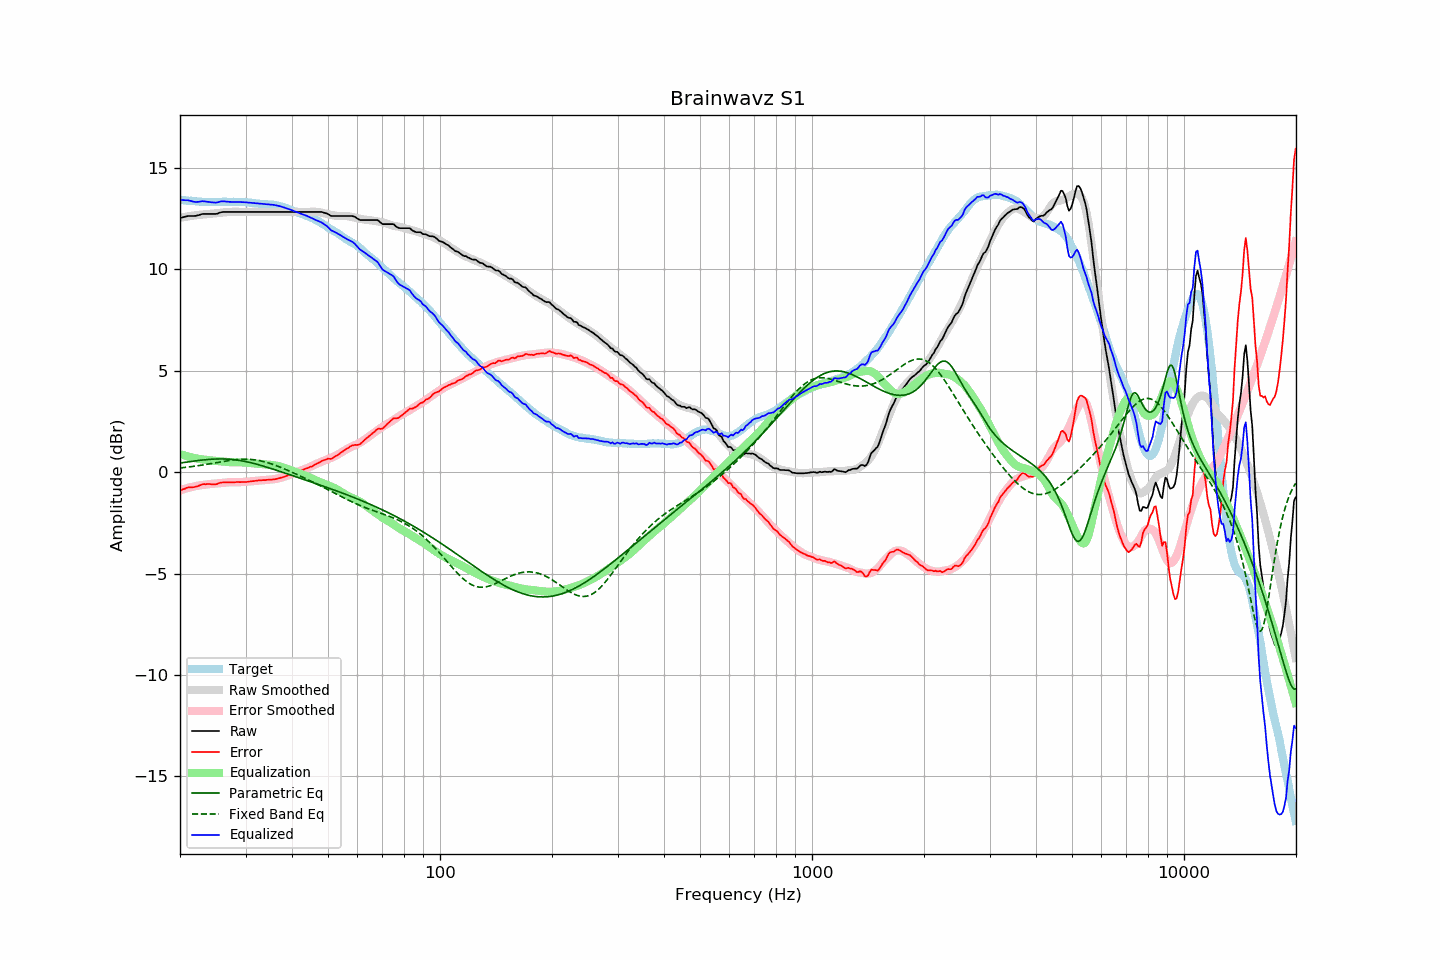 Brainwavz S1
Amplitude (dBr)
15
10
5
0
−5
−10
−15
Target
Raw Smoothed
Error Smoothed
Raw
Error
Equalization
Parametric Eq
Fixed Band Eq
Equalized
100
1000
10000
Frequency (Hz)